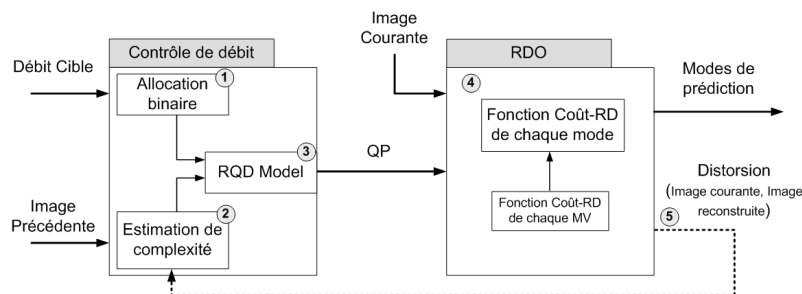 Image
Courante
Contrôle de débit
RDO
Débit Cible
1
Allocation
binaire
4
Modes de
prédiction
Fonction Coût-RD
de chaque mode
3
RQD Model
QP
Distorsion
(Image courante, Image
reconstruite)
Fonction Coût-RD
de chaque MV
Image
Précédente
2
Estimation de
complexité
5